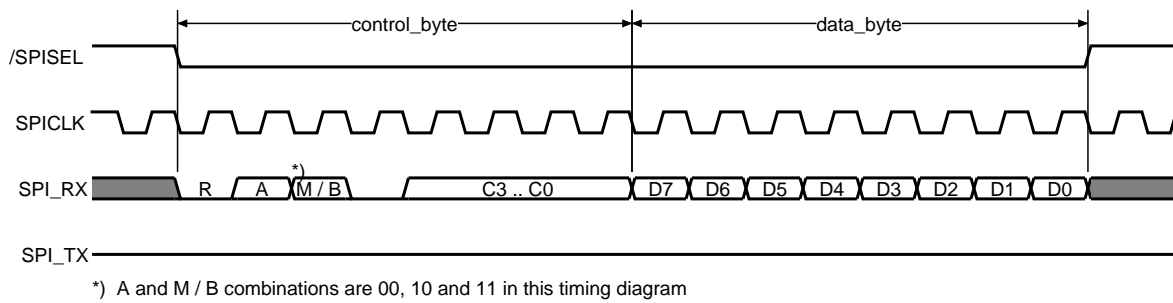 control_byte data_byte
/SPISEL
SPICLK
*)
SPI_RX R A M / B C3 .. C0 D7 D6 D5 D4 D3 D2 D1 D0
SPI_TX
*) A and M / B combinations are 00, 10 and 11 in this timing diagram